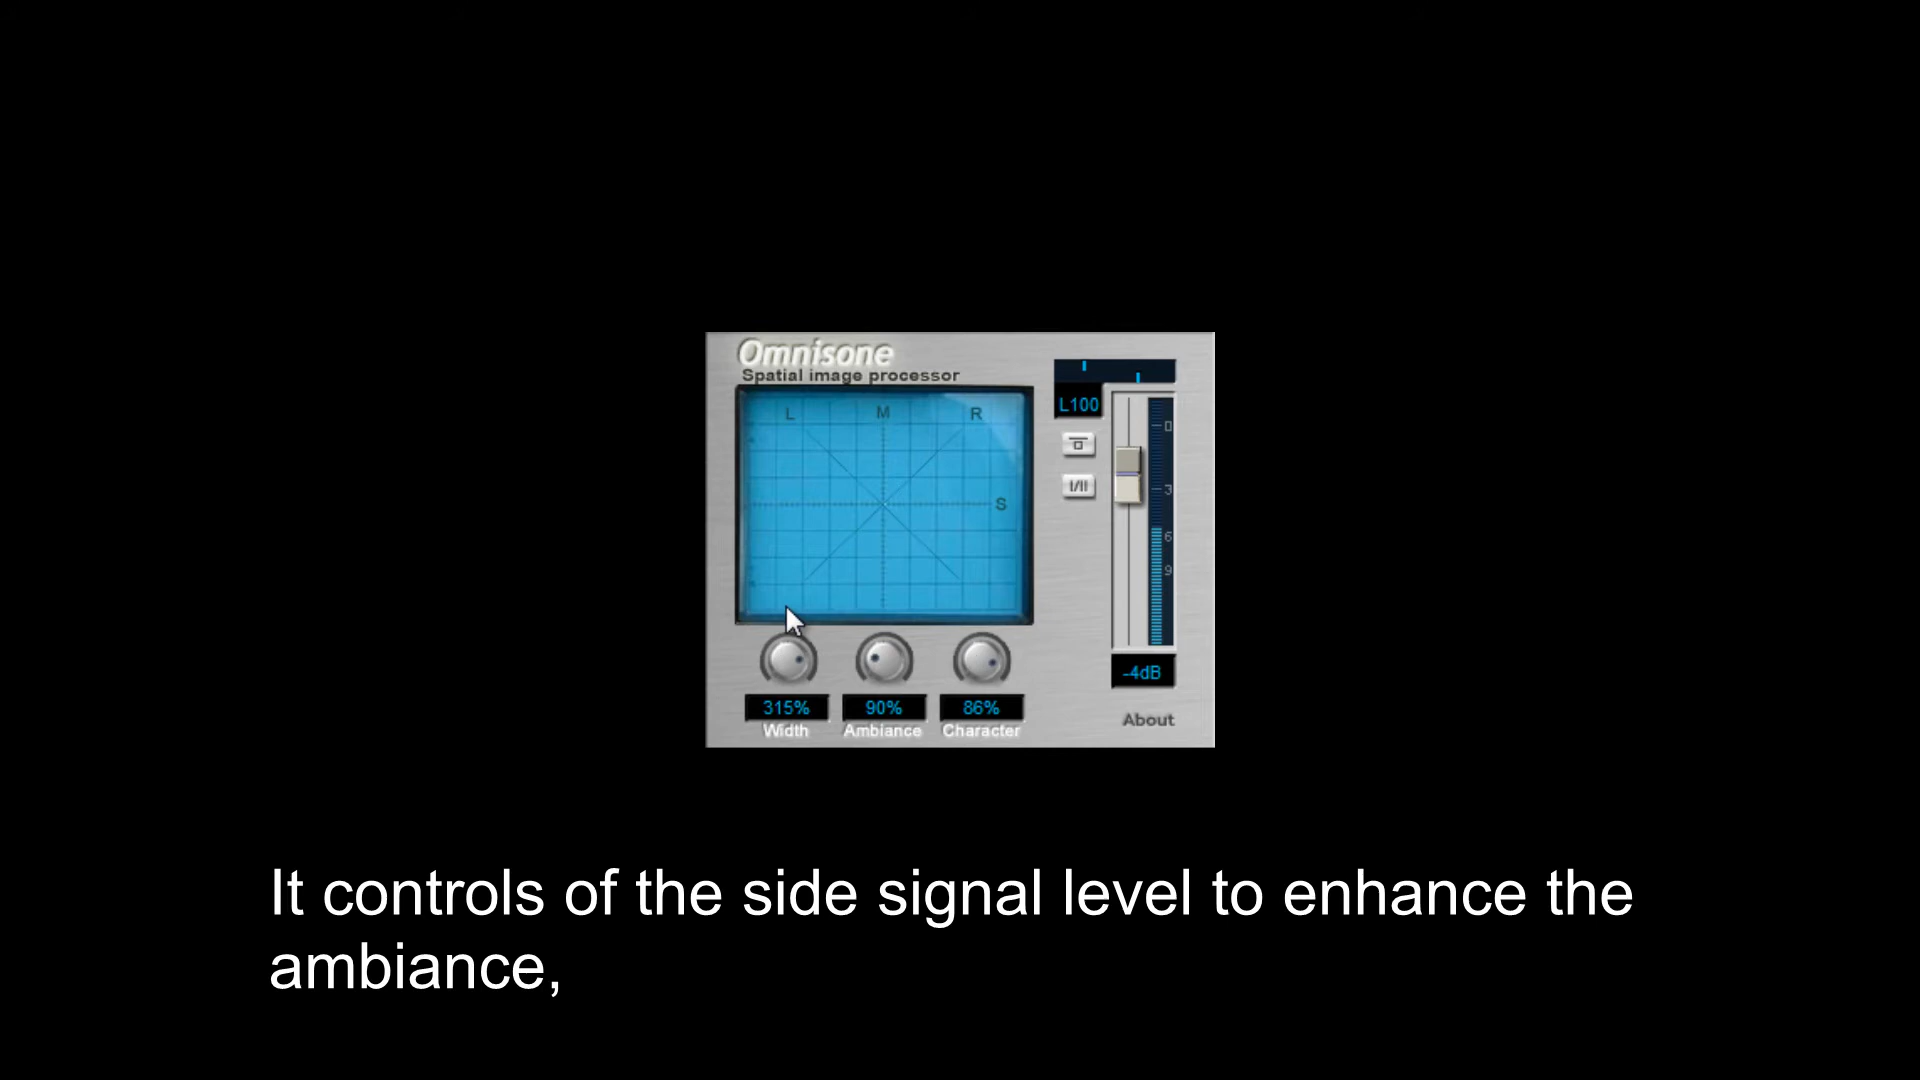 Omnisone
Spatial image processor
L M R
S
L100
I/II
0
3
6
9
-4dB
315% 90% 86%
Width Ambiance Character
About
It controls of the side signal level to enhance the
ambiance,